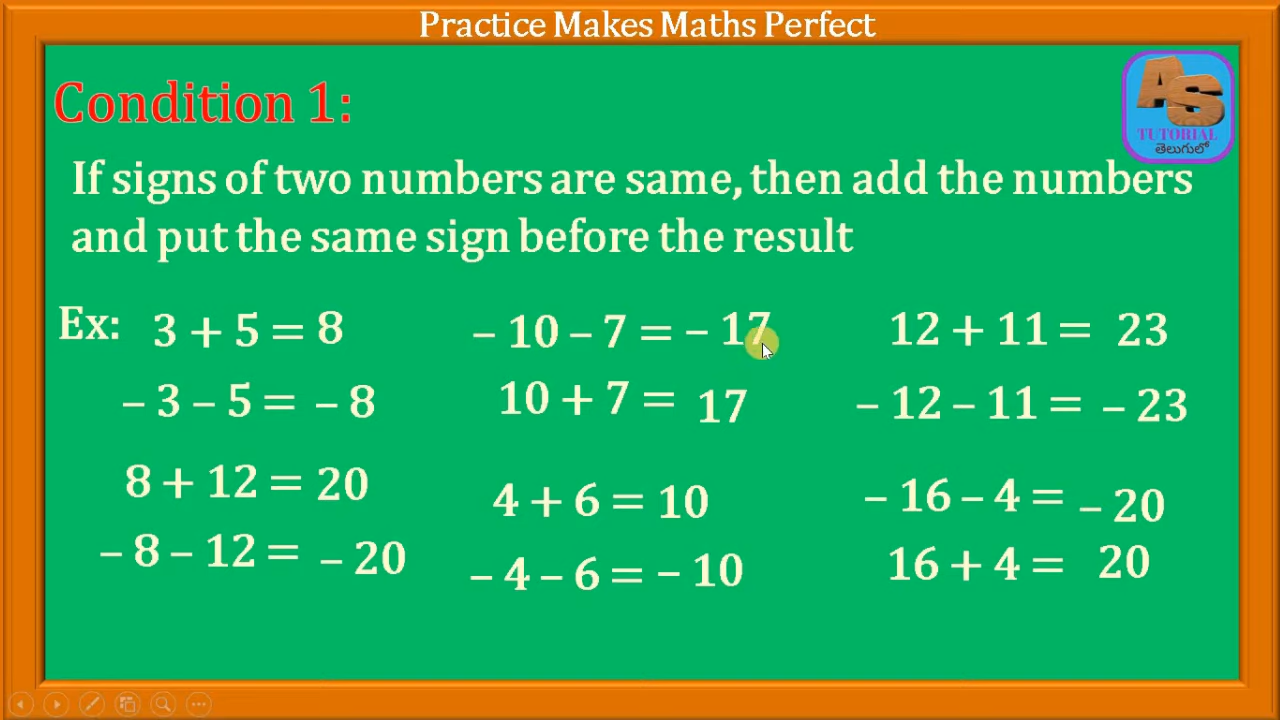 Practice Makes Maths Perfect
AS
TUTORIAL
తెలుగులో
Condition 1:
If signs of two numbers are same, then add the numbers
and put the same sign before the result
Ex: 3 + 5 = 8 – 10 – 7 = – 17 12 + 11 = 23
– 3 – 5 = – 8 10 + 7 = 17 – 12 – 11 = – 23
8 + 12 = 20 4 + 6 = 10 – 16 – 4 = – 20
– 8 – 12 = – 20 – 4 – 6 = – 10 16 + 4 = 20